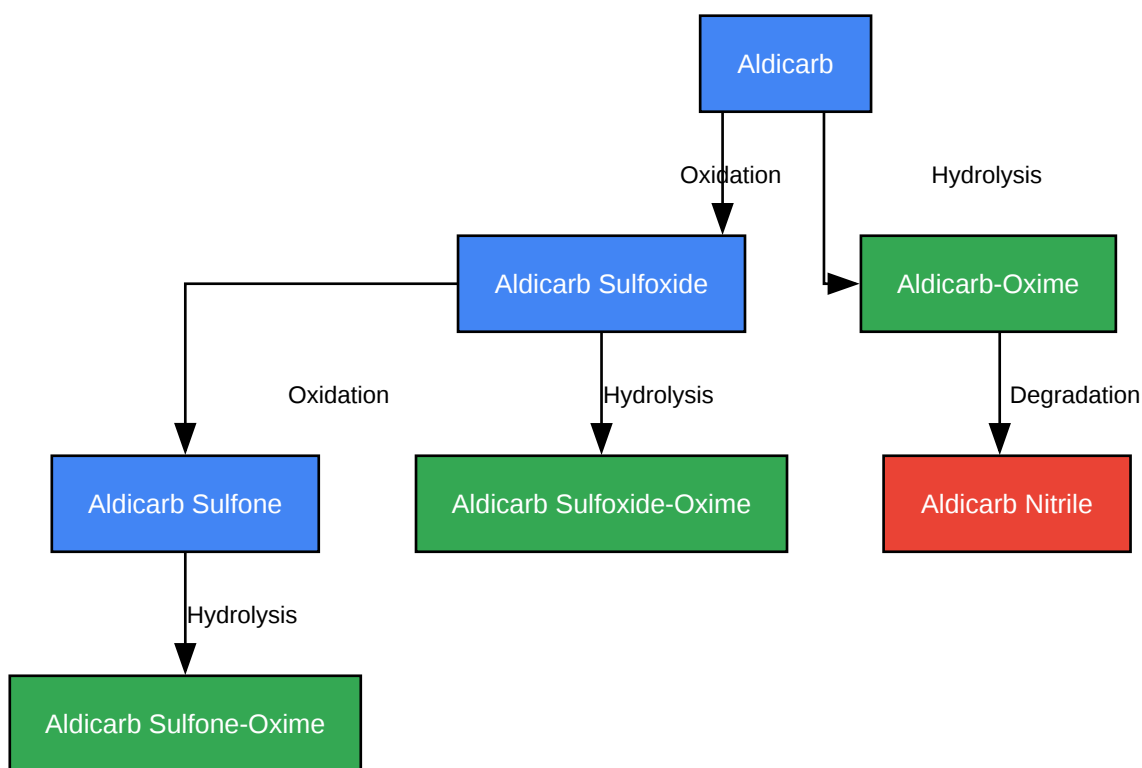 Aldicarb
Oxidation
Hydrolysis
Aldicarb Sulfoxide
Aldicarb-Oxime
Oxidation
Hydrolysis
Degradation
Aldicarb Sulfone
Aldicarb Sulfoxide-Oxime
Aldicarb Nitrile
Hydrolysis
Aldicarb Sulfone-Oxime